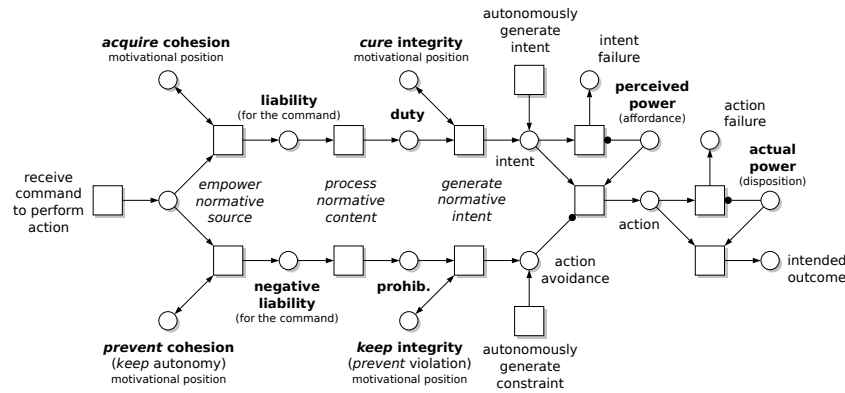 autonomously
generate
intent
acquire cohesion
motivational position
cure integrity
motivational position
intent
failure
perceived
power
(affordance)
action
failure
liability
(for the command)
duty
intent
actual
power
(disposition)
receive
command
to perform
action
empower
normative
source
process
normative
content
generate
normative
intent
action
negative
liability
(for the command)
prohib.
action
avoidance
intended
outcome
prevent cohesion
(keep autonomy)
motivational position
keep integrity
(prevent violation)
motivational position
autonomously
generate
constraint